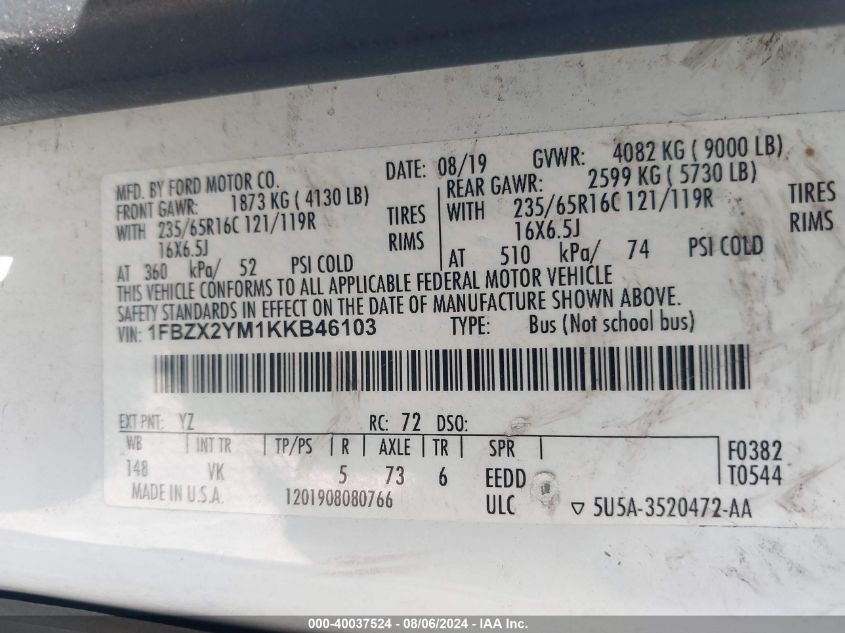 MFD. BY FORD MOTOR CO. DATE: 08/19 GVWR: 4082 KG ( 9000 LB)
FRONT GAWR: 1873 KG ( 4130 LB) REAR GAWR: 2599 KG ( 5730 LB)
WITH 235/65R16C 121/119R TIRES WITH 235/65R16C 121/119R TIRES
16X6.5J RIMS 16X6.5J RIMS
AT 360 kPa/ 52 PSI COLD AT 510 kPa/ 74 PSI COLD
THIS VEHICLE CONFORMS TO ALL APPLICABLE FEDERAL MOTOR VEHICLE
SAFETY STANDARDS IN EFFECT ON THE DATE OF MANUFACTURE SHOWN ABOVE.
VIN: 1FBZX2YM1KKB46103 TYPE: Bus (Not school bus)
EXT PNT: YZ RC: 72 DSO:
WB INT TR TP/PS R AXLE TR SPR F0382
148 VK 5 73 6 EEDD T0544
MADE IN U.S.A. 1201908080766 ULC 5U5A-3520472-AA
000-40037524 - 08/06/2024 - IAA Inc.